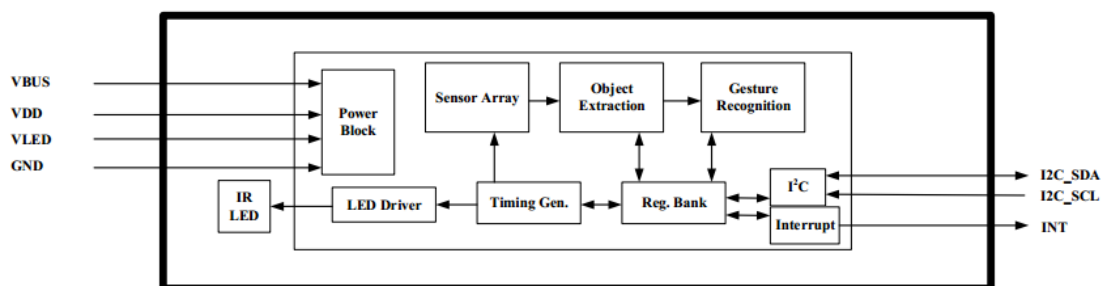 VBUS
VDD
VLED
GND
Power
Block
Sensor Array
Object
Extraction
Gesture
Recognition
IR
LED
LED Driver
Timing Gen.
Reg. Bank
I²C
Interrupt
I2C_SDA
I2C_SCL
INT